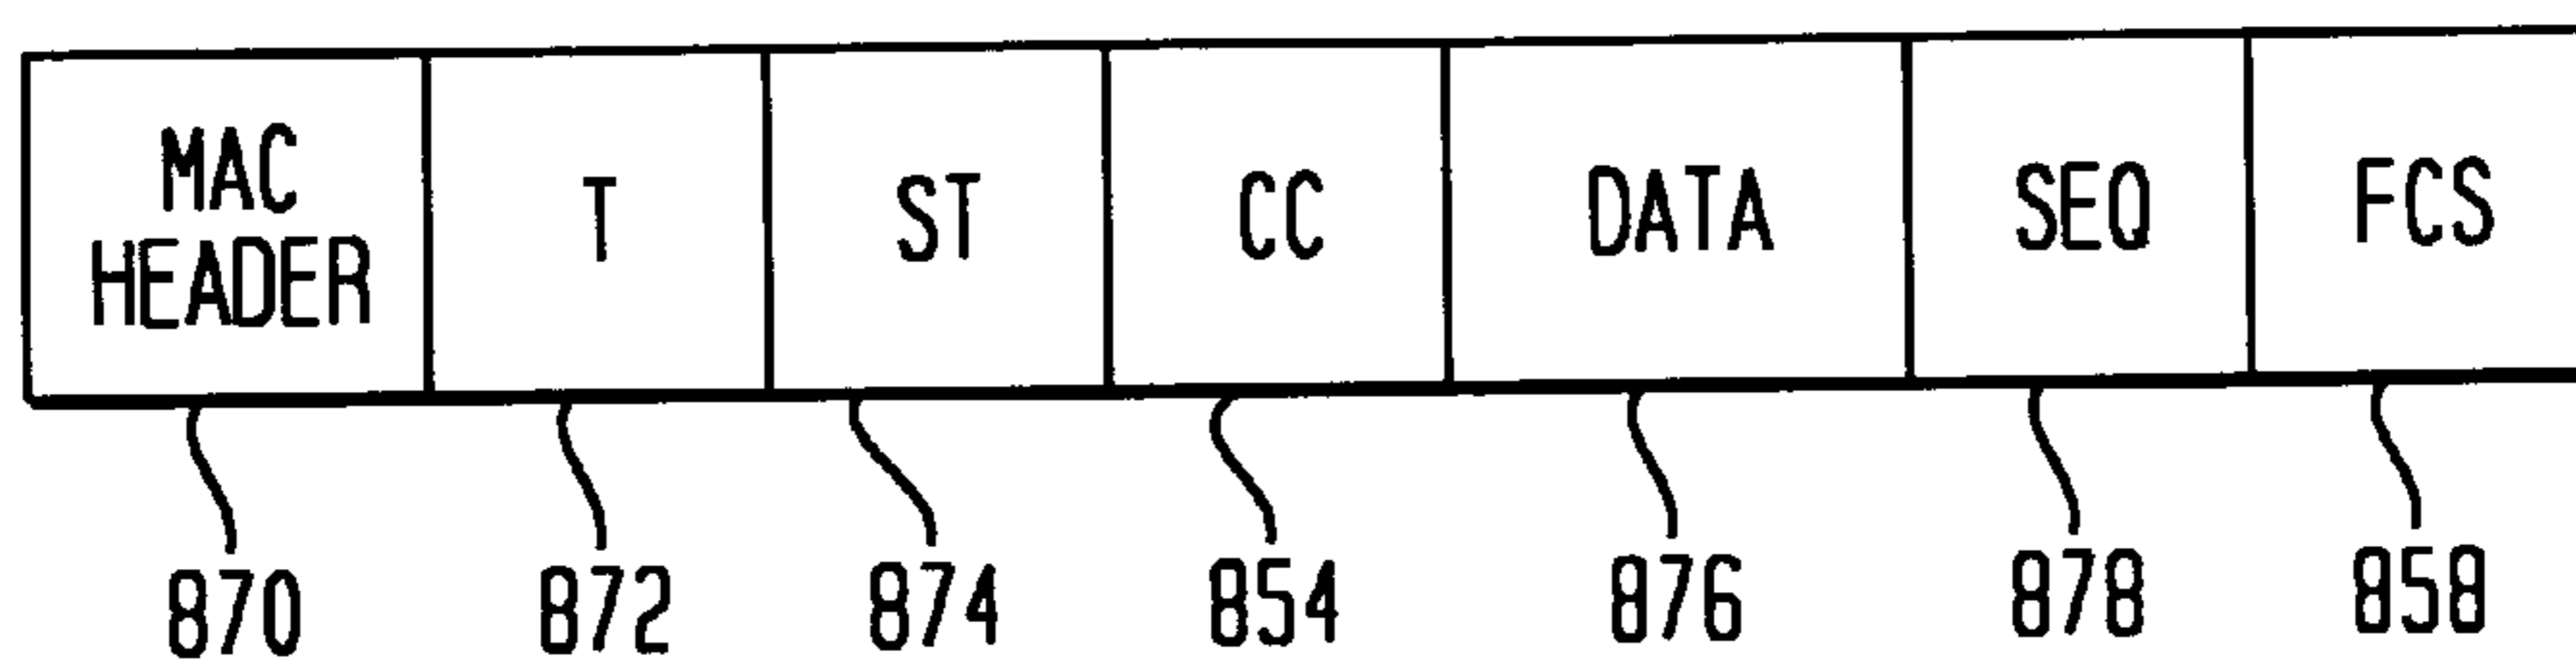 MAC
HEADER
T
ST
CC
DATA
SEQ
FCS
870
872
874
854
876
878
858